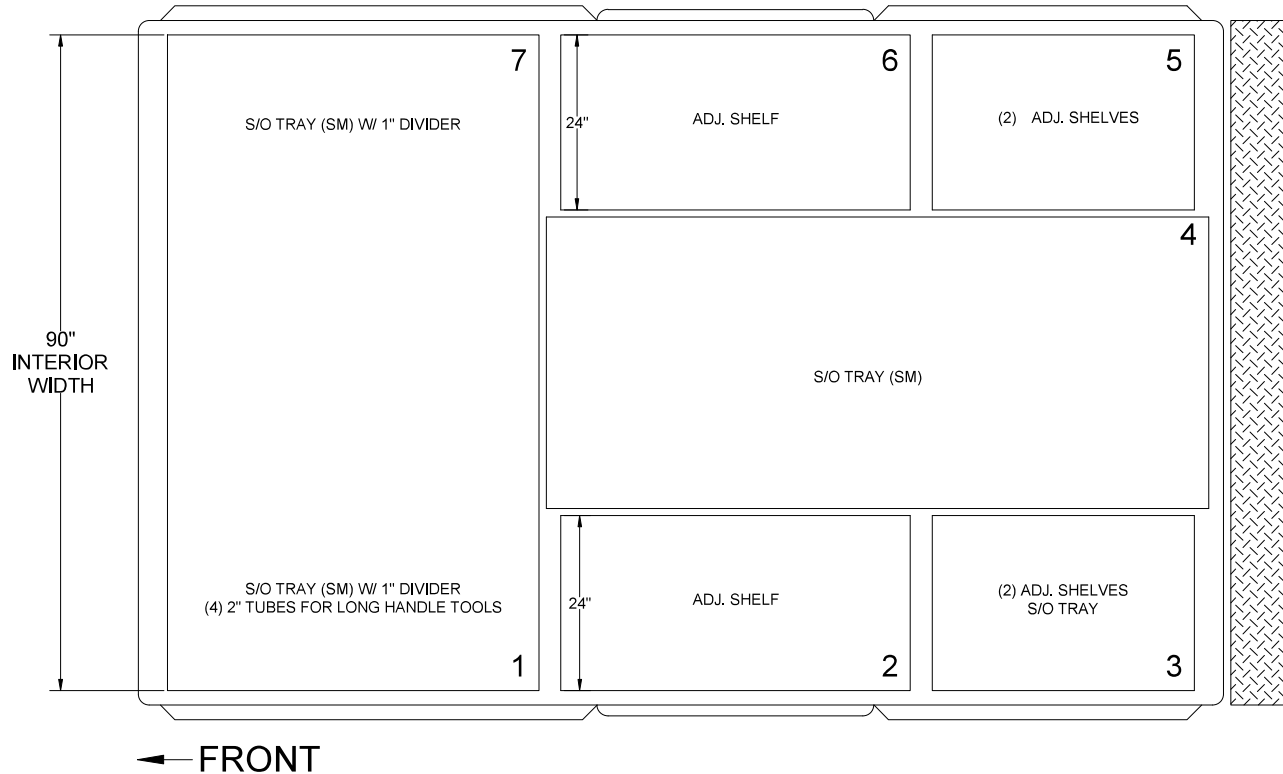 7
6
5
S/O TRAY (SM) W/ 1" DIVIDER
24"
ADJ. SHELF
(2) ADJ. SHELVES
4
90"
INTERIOR
WIDTH
S/O TRAY (SM)
S/O TRAY (SM) W/ 1" DIVIDER
(4) 2" TUBES FOR LONG HANDLE TOOLS
24"
ADJ. SHELF
(2) ADJ. SHELVES
S/O TRAY
1
2
3
FRONT